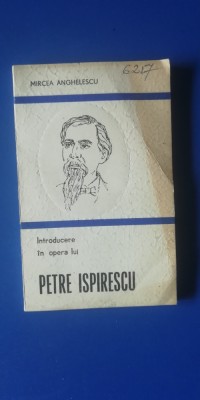 MIRCEA ANGHELESCU
6217
Introducere
în opera lui
PETRE ISPIRESCU